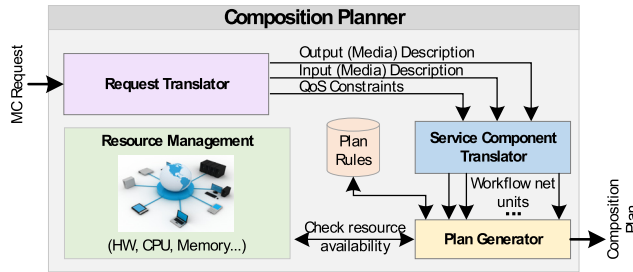 Composition Planner
MC Request
Request Translator
Output (Media) Description
Input (Media) Description
QoS Constraints
Resource Management
(HW, CPU, Memory...)
Plan
Rules
Service Component
Translator
Workflow net
units
...
Check resource
availability
Plan Generator
Composition
Plan